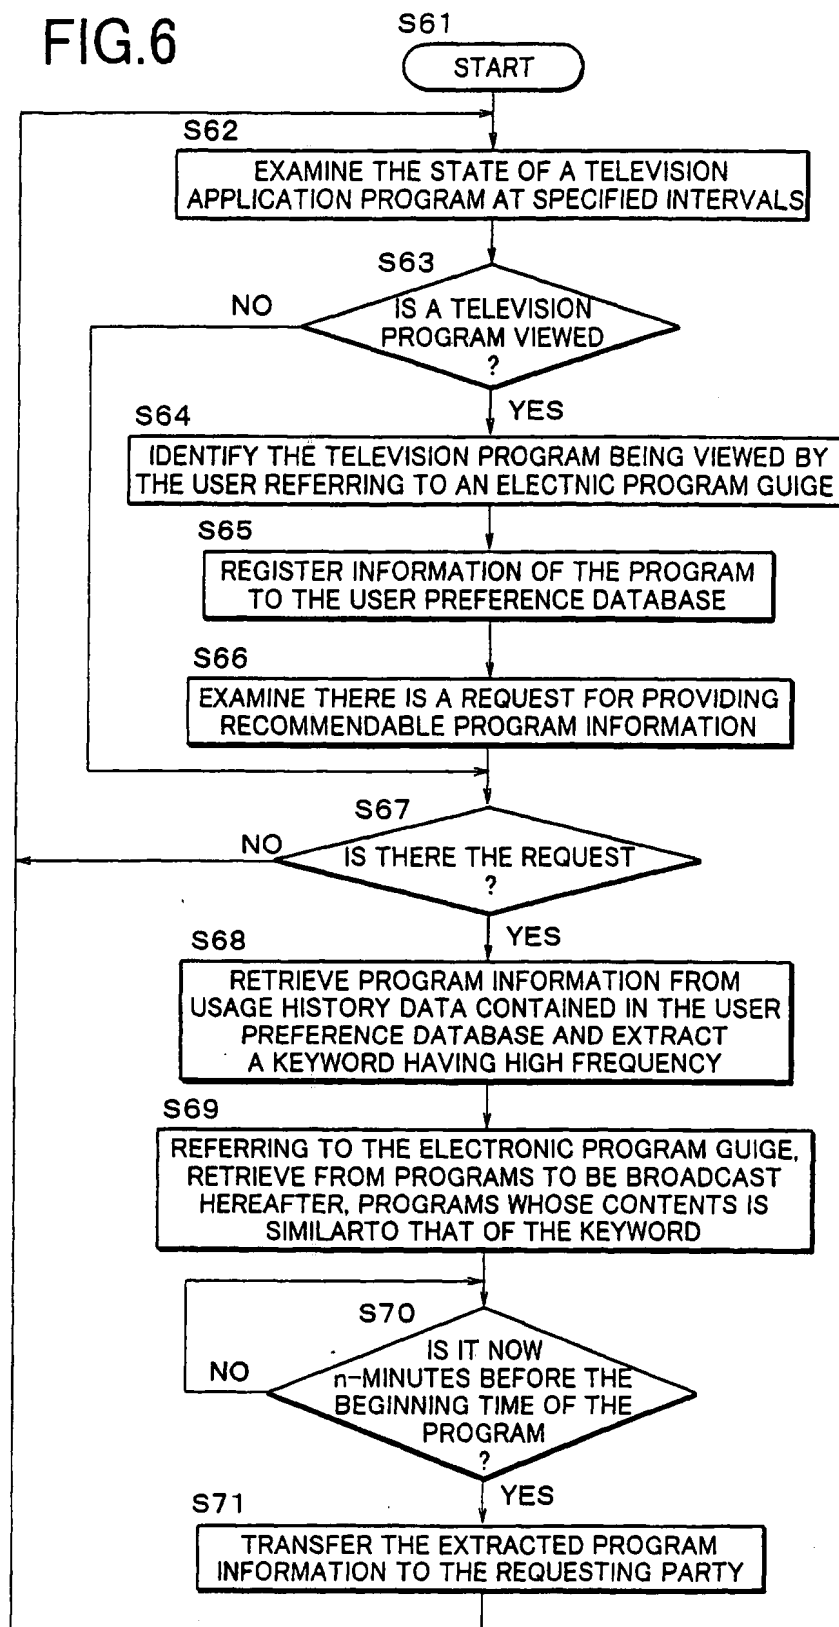 FIG.6
S61
START
S62
EXAMINE THE STATE OF A TELEVISION
APPLICATION PROGRAM AT SPECIFIED INTERVALS
S63
NO
IS A TELEVISION
PROGRAM VIEWED
?
YES
S64
IDENTIFY THE TELEVISION PROGRAM BEING VIEWED BY
THE USER REFERRING TO AN ELECTNIC PROGRAM GUIGE
S65
REGISTER INFORMATION OF THE PROGRAM
TO THE USER PREFERENCE DATABASE
S66
EXAMINE THERE IS A REQUEST FOR PROVIDING
RECOMMENDABLE PROGRAM INFORMATION
S67
NO
IS THERE THE REQUEST
?
YES
S68
RETRIEVE PROGRAM INFORMATION FROM
USAGE HISTORY DATA CONTAINED IN THE USER
PREFERENCE DATABASE AND EXTRACT
A KEYWORD HAVING HIGH FREQUENCY
S69
REFERRING TO THE ELECTRONIC PROGRAM GUIGE,
RETRIEVE FROM PROGRAMS TO BE BROADCAST
HEREAFTER, PROGRAMS WHOSE CONTENTS IS
SIMILARTO THAT OF THE KEYWORD
S70
NO
IS IT NOW
n-MINUTES BEFORE THE
BEGINNING TIME OF THE
PROGRAM
?
YES
S71
TRANSFER THE EXTRACTED PROGRAM
INFORMATION TO THE REQUESTING PARTY